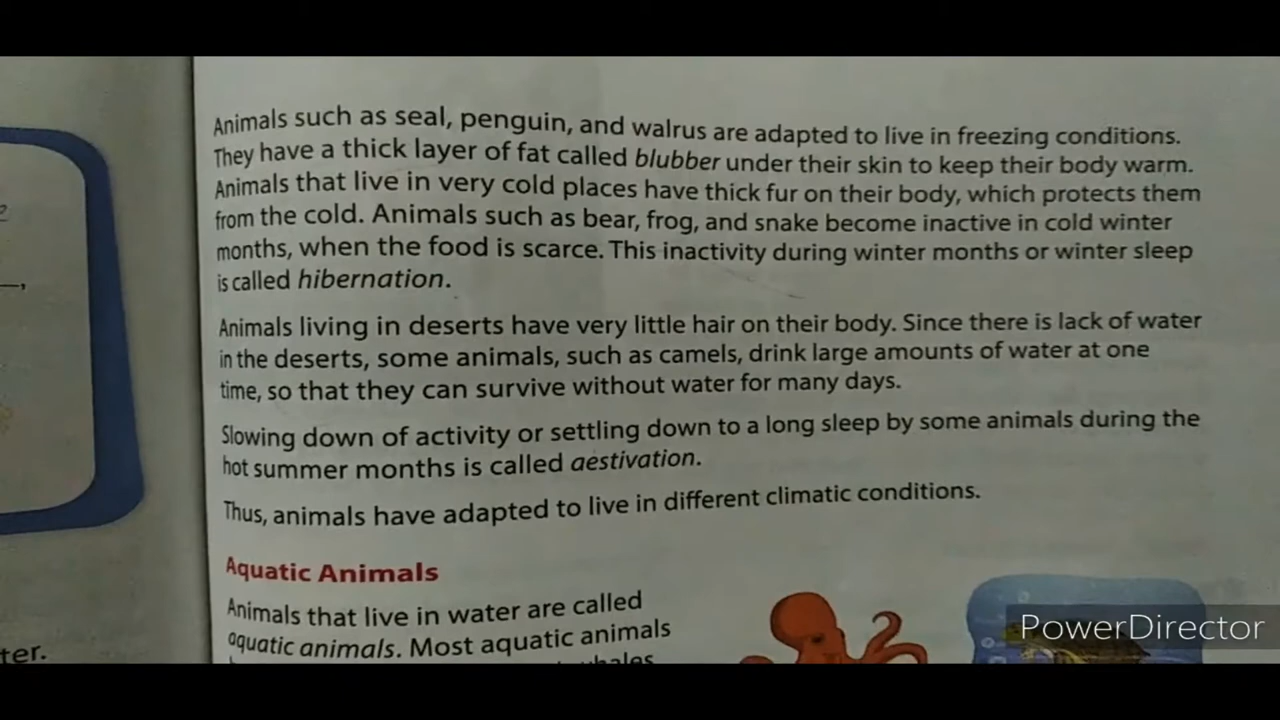 Animals such as seal, penguin, and walrus are adapted to live in freezing conditions.
They have a thick layer of fat called blubber under their skin to keep their body warm.
Animals that live in very cold places have thick fur on their body, which protects them
from the cold. Animals such as bear, frog, and snake become inactive in cold winter
months, when the food is scarce. This inactivity during winter months or winter sleep
is called hibernation.
Animals living in deserts have very little hair on their body. Since there is lack of water
in the deserts, some animals, such as camels, drink large amounts of water at one
time, so that they can survive without water for many days.
Slowing down of activity or settling down to a long sleep by some animals during the
hot summer months is called aestivation.
Thus, animals have adapted to live in different climatic conditions.
Aquatic Animals
Animals that live in water are called
aquatic animals. Most aquatic animals
ter.
PowerDirector